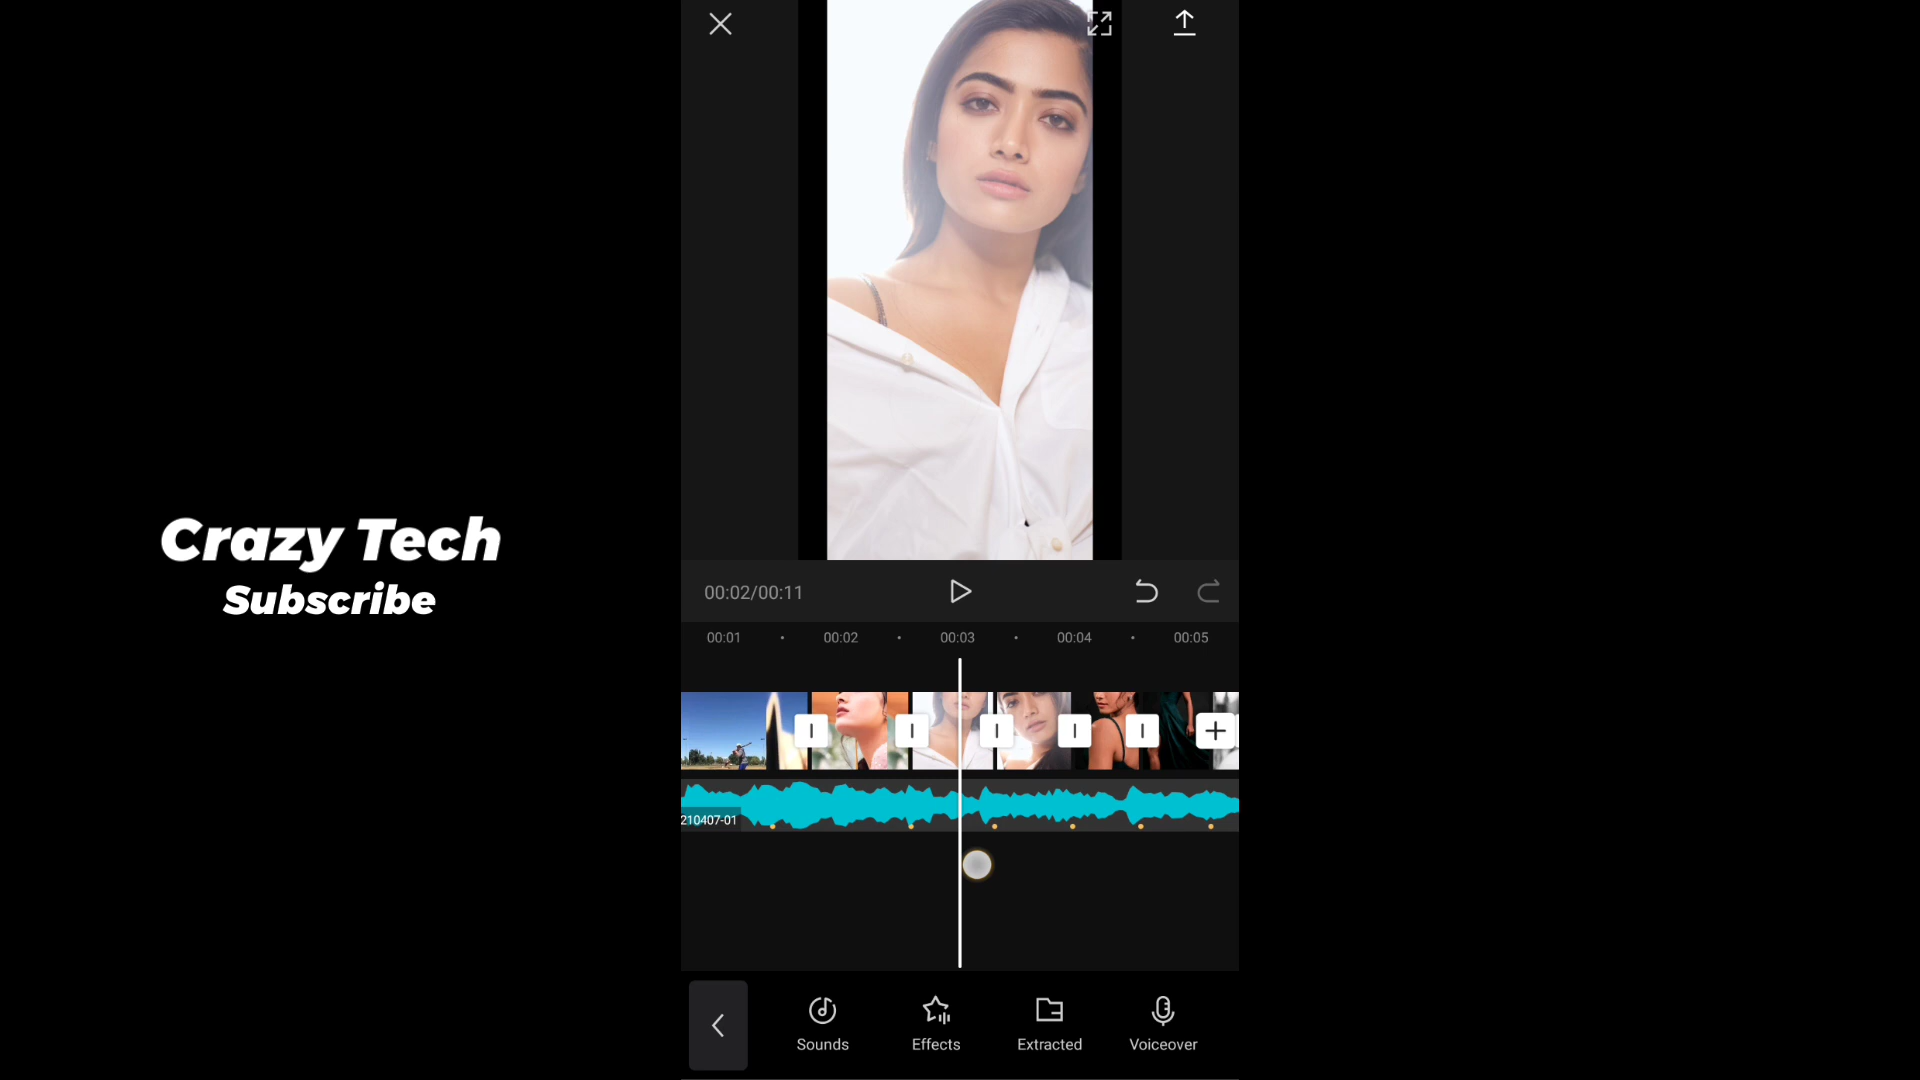 Crazy Tech
Subscribe
00:02/00:11
00:01 00:02 00:03 00:04 00:05
210407-01
Sounds Effects Extracted Voiceover